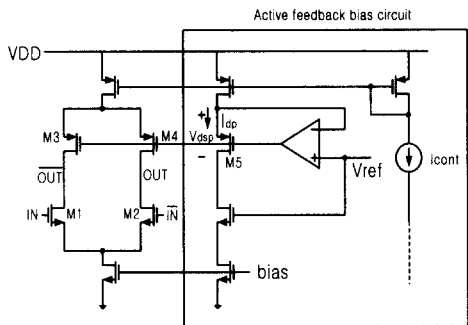 Active feedback bias circuit
VDD
+
Idp
M3
Vdsp
M4
−
M5
−
+
Vref
Icont
OUT
OUT
IN
M1
M2
IN
bias